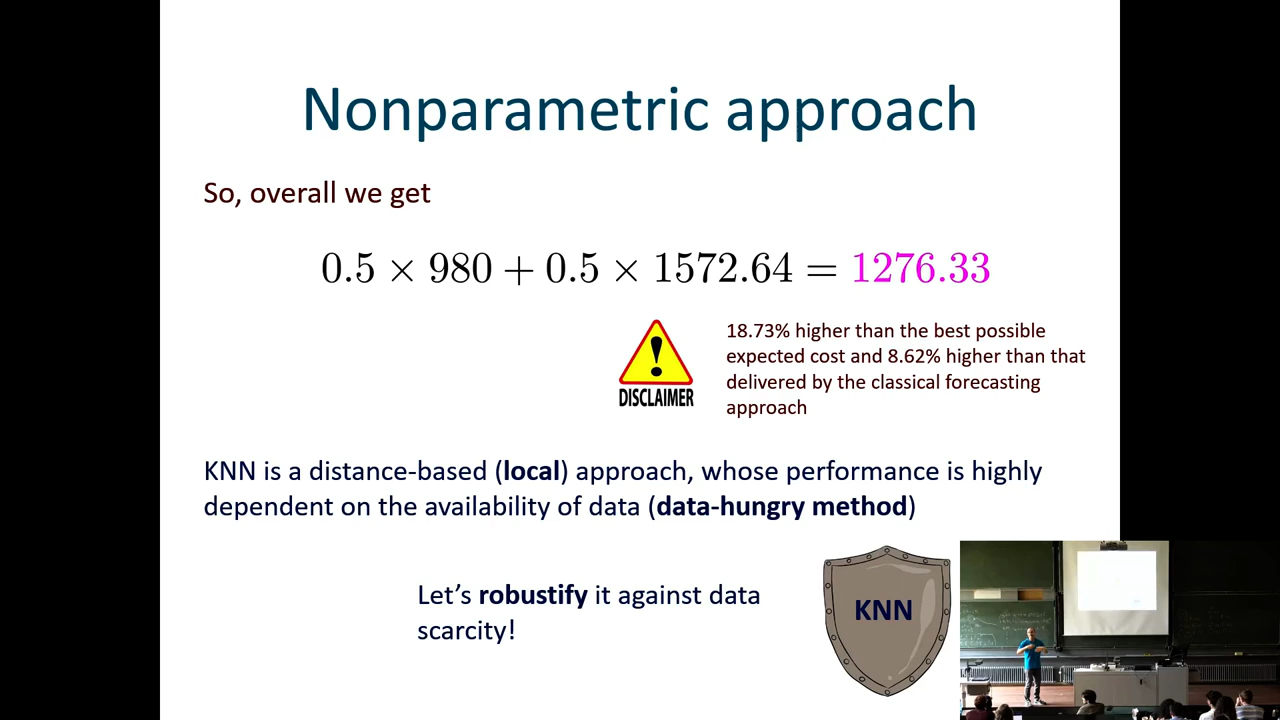 Nonparametric approach
So, overall we get
0.5 × 980 + 0.5 × 1572.64 = 1276.33
18.73% higher than the best possible
expected cost and 8.62% higher than that
delivered by the classical forecasting
approach
DISCLAIMER
KNN is a distance-based (local) approach, whose performance is highly
dependent on the availability of data (data-hungry method)
Let's robustify it against data
scarcity!
KNN